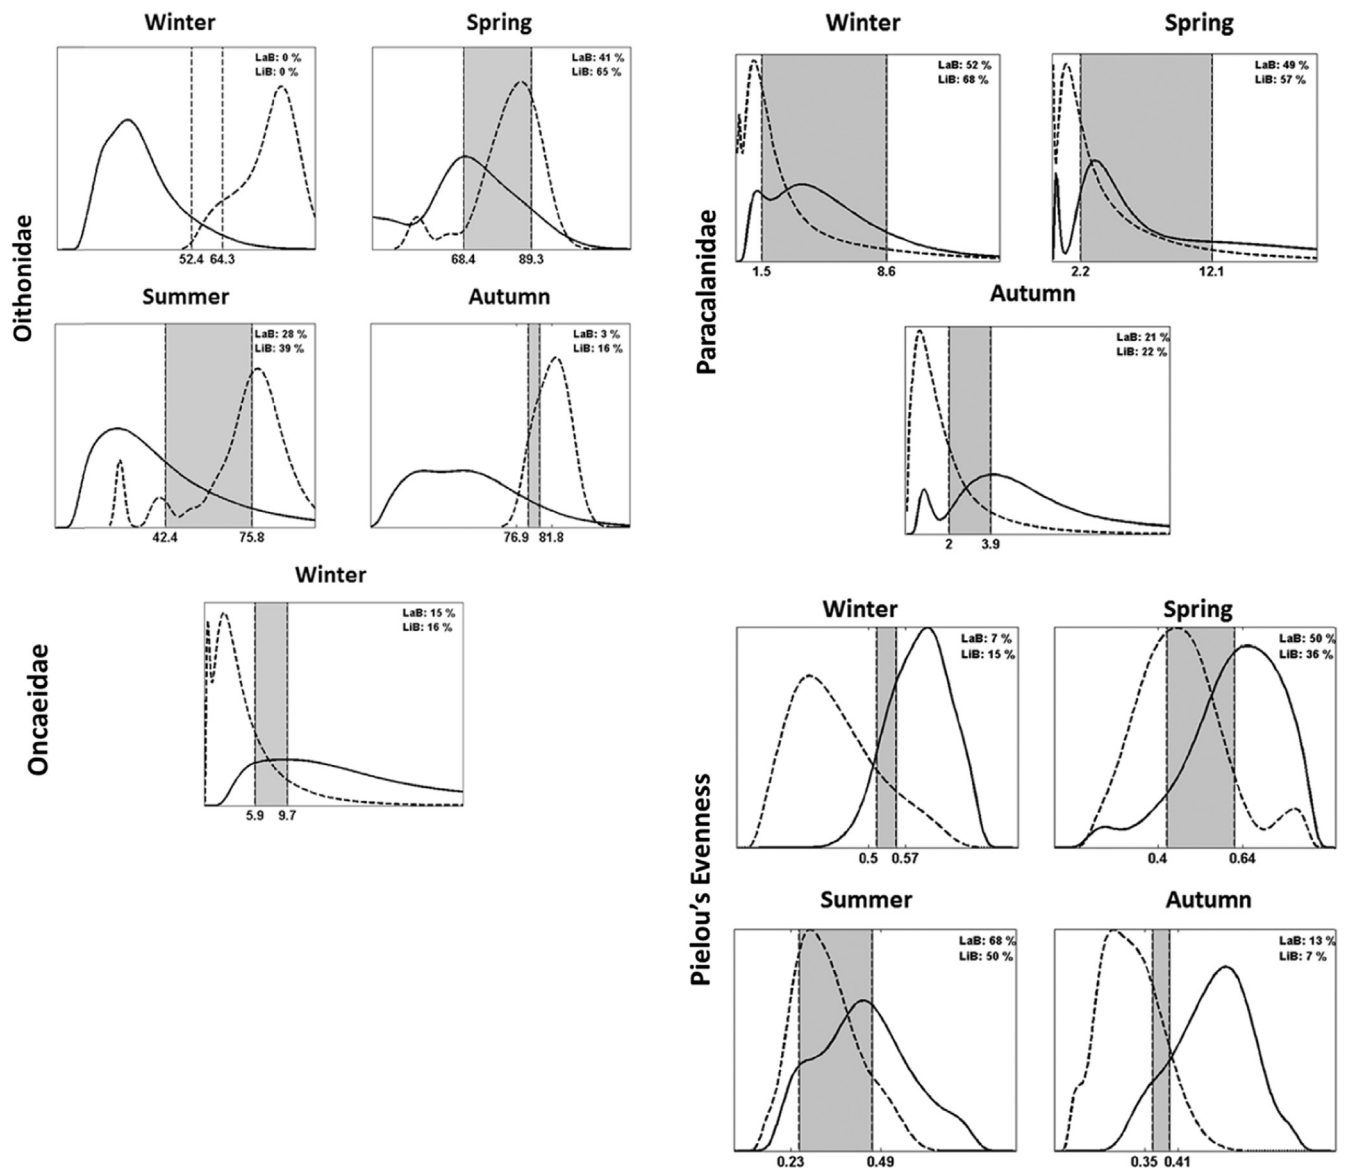 Oithonidae
Winter
LaB: 0 %
LiB: 0 %
52.4 64.3
Spring
LaB: 41 %
LiB: 65 %
68.4 89.3
Summer
LaB: 28 %
LiB: 39 %
42.4 75.8
Autumn
LaB: 3 %
LiB: 16 %
76.9 81.8
Oncaeidae
Winter
LaB: 15 %
LiB: 16 %
5.9 9.7
Paracalanidae
Winter
LaB: 52 %
LiB: 68 %
1.5 8.6
Spring
LaB: 49 %
LiB: 57 %
2.2 12.1
Autumn
LaB: 21 %
LiB: 22 %
2 3.9
Pielou's Evenness
Winter
LaB: 7 %
LiB: 15 %
0.5 0.57
Spring
LaB: 50 %
LiB: 36 %
0.4 0.64
Summer
LaB: 68 %
LiB: 50 %
0.23 0.49
Autumn
LaB: 13 %
LiB: 7 %
0.35 0.41